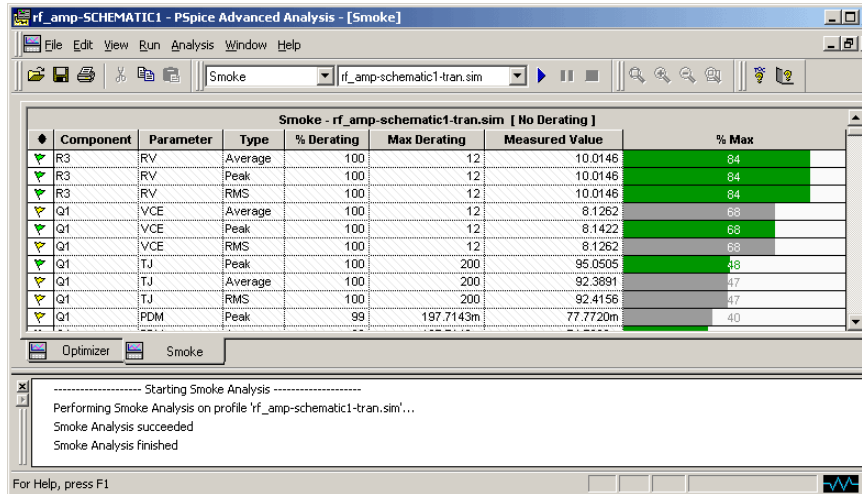 rf_amp-SCHEMATIC1 - PSpice Advanced Analysis - [Smoke]
File Edit View Run Analysis Window Help
Smoke rf_amp-schematic1-tran.sim
Smoke - rf_amp-schematic1-tran.sim [ No Derating ]
Component Parameter Type % Derating Max Derating Measured Value % Max
R3 RV Average 100 12 10.0146 84
R3 RV Peak 100 12 10.0146 84
R3 RV RMS 100 12 10.0146 84
Q1 VCE Average 100 12 8.1262 68
Q1 VCE Peak 100 12 8.1422 68
Q1 VCE RMS 100 12 8.1262 68
Q1 TJ Peak 100 200 95.0505 48
Q1 TJ Average 100 200 92.3891 47
Q1 TJ RMS 100 200 92.4156 47
Q1 PDM Peak 99 197.7143m 77.7720m 40
Optimizer Smoke
-------------------- Starting Smoke Analysis --------------------
Performing Smoke Analysis on profile 'rf_amp-schematic1-tran.sim'...
Smoke Analysis succeeded
Smoke Analysis finished
For Help, press F1